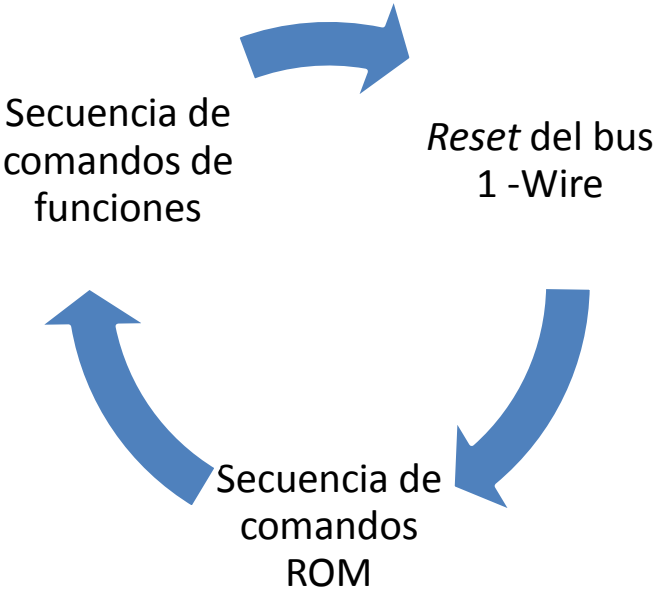 Secuencia de
comandos de
funciones
Reset del bus
1 -Wire
Secuencia de
comandos
ROM